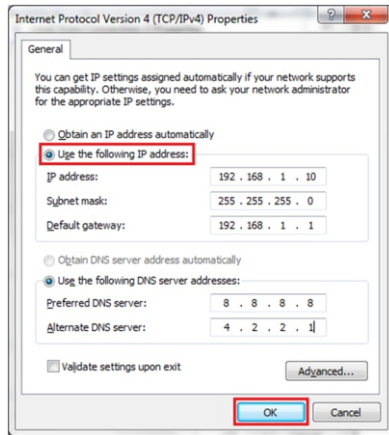 Internet Protocol Version 4 (TCP/IPv4) Properties
General
You can get IP settings assigned automatically if your network supports
this capability. Otherwise, you need to ask your network administrator
for the appropriate IP settings.
Obtain an IP address automatically
Use the following IP address:
IP address: 192 . 168 . 1 . 10
Subnet mask: 255 . 255 . 255 . 0
Default gateway: 192 . 168 . 1 . 1
Obtain DNS server address automatically
Use the following DNS server addresses:
Preferred DNS server: 8 . 8 . 8 . 8
Alternate DNS server: 4 . 2 . 2 . 1
Validate settings upon exit
Advanced...
OK Cancel